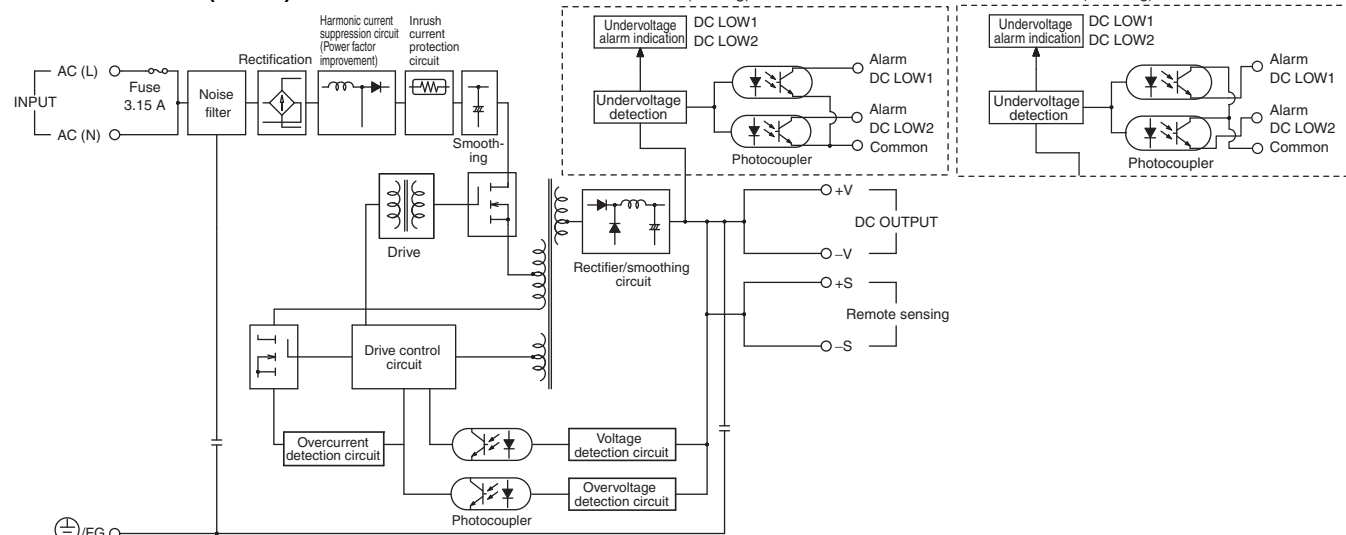 Harmonic current
suppression circuit
(Power factor
improvement)
Inrush
current
protection
circuit
Rectification
AC (L)
Fuse
3.15 A
INPUT
AC (N)
Noise
filter
Smooth-
ing
Undervoltage
alarm indication
DC LOW1
DC LOW2
Undervoltage
detection
Alarm
DC LOW1
Alarm
DC LOW2
Common
Photocoupler
Undervoltage
alarm indication
DC LOW1
DC LOW2
Undervoltage
detection
Alarm
DC LOW1
Alarm
DC LOW2
Common
Photocoupler
Drive
Rectifier/smoothing
circuit
+V
DC OUTPUT
–V
+S
Remote sensing
–S
Drive control
circuit
Overcurrent
detection circuit
Voltage
detection circuit
Overvoltage
detection circuit
Photocoupler
/FG